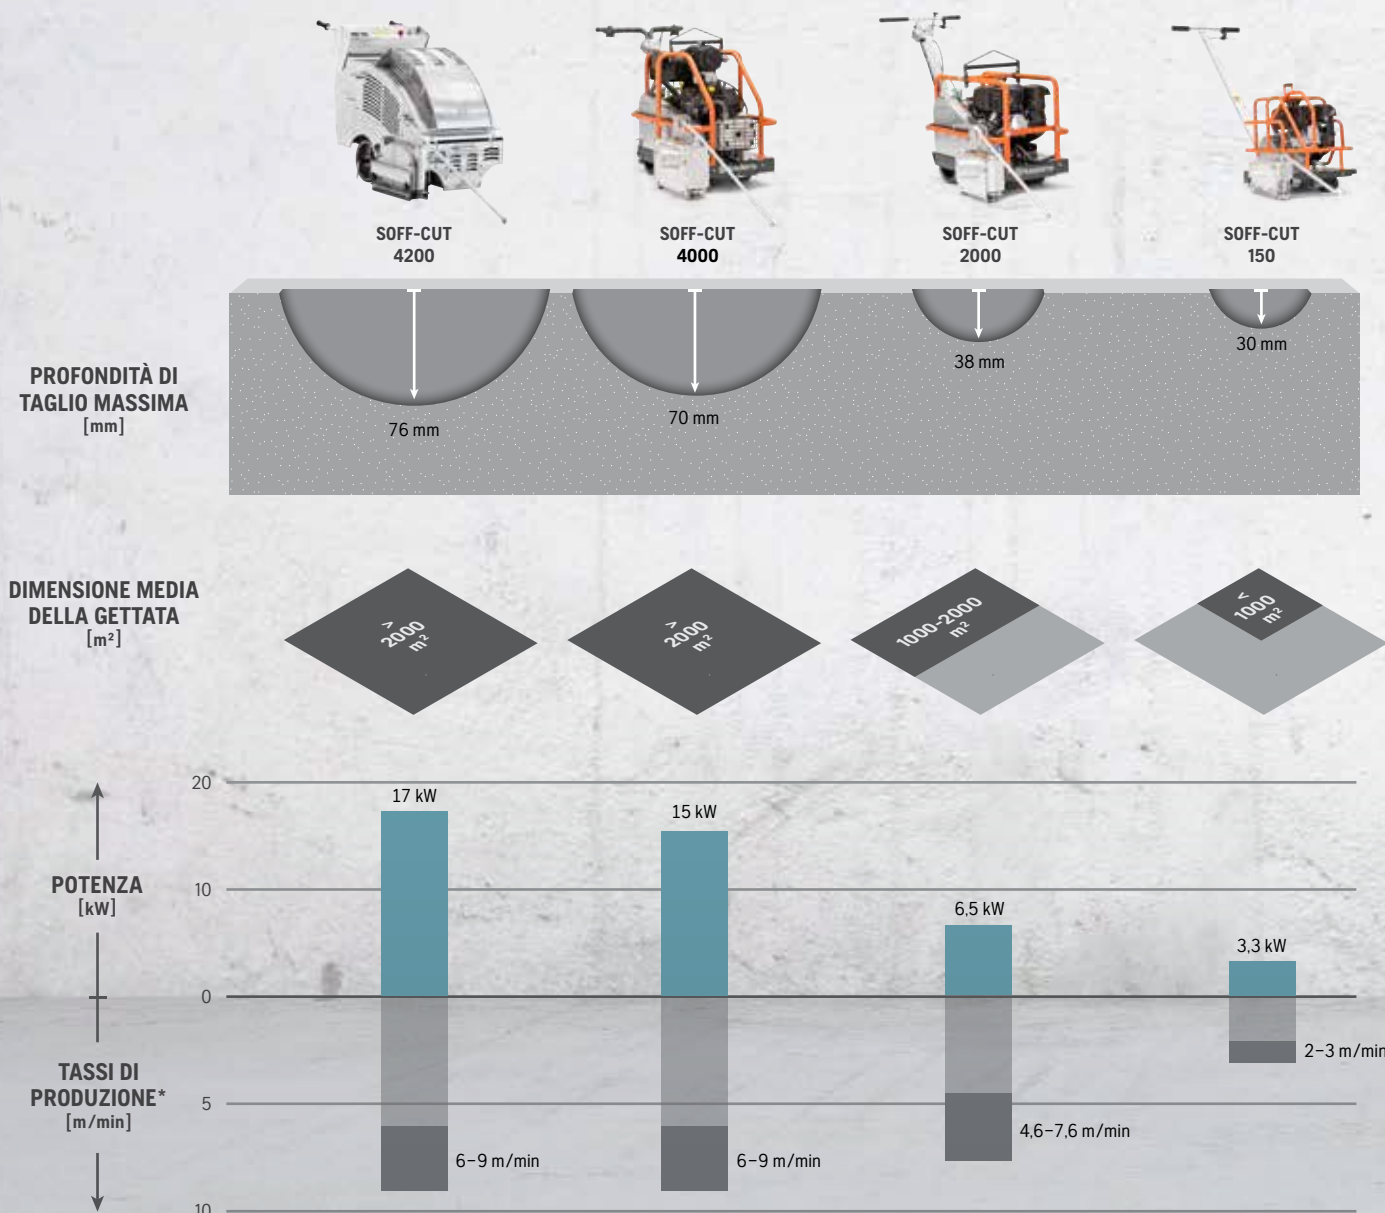 SOFF-CUT
4200
SOFF-CUT
4000
SOFF-CUT
2000
SOFF-CUT
150
PROFONDITÀ DI
TAGLIO MASSIMA
[mm]
76 mm
70 mm
38 mm
30 mm
DIMENSIONE MEDIA
DELLA GETTATA
[m²]
>
2000
m²
>
2000
m²
1000-2000
m²
<
1000
m²
POTENZA
[kW]
20
10
0
17 kW
15 kW
6,5 kW
3,3 kW
TASSI DI
PRODUZIONE*
[m/min]
5
10
6–9 m/min
6–9 m/min
4,6–7,6 m/min
2–3 m/min